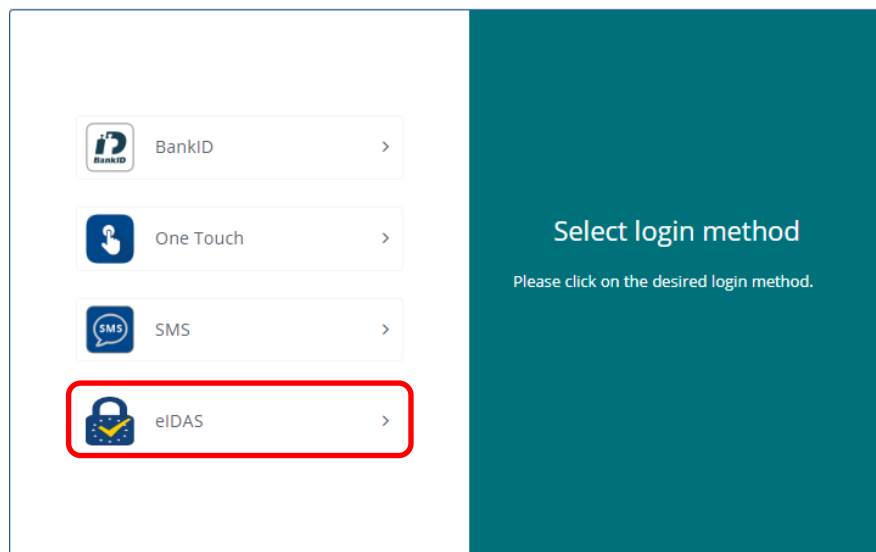 BankID
BankID
One Touch
SMS
SMS
eIDAS
Select login method
Please click on the desired login method.